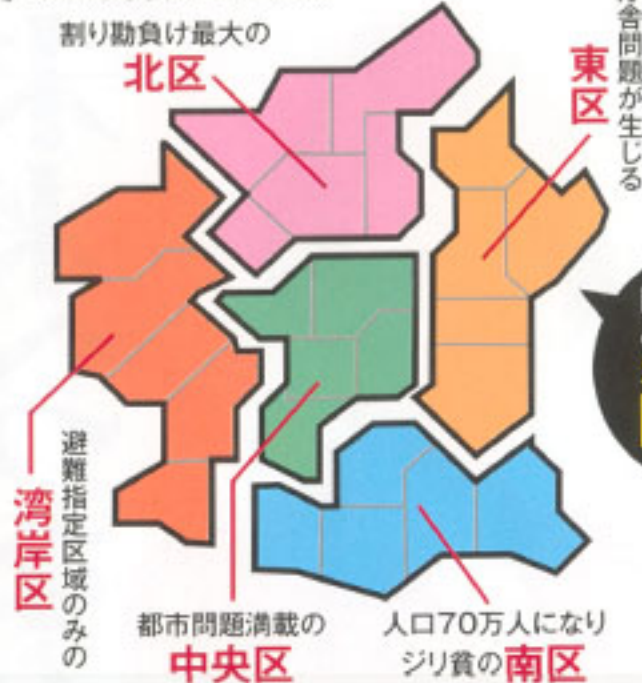 割り勘負け最大の
北区
舎問題が生じる
東区
避難指定区域のみの
湾岸区
都市問題満載の
中央区
人口70万人になり
ジリ貧の南区